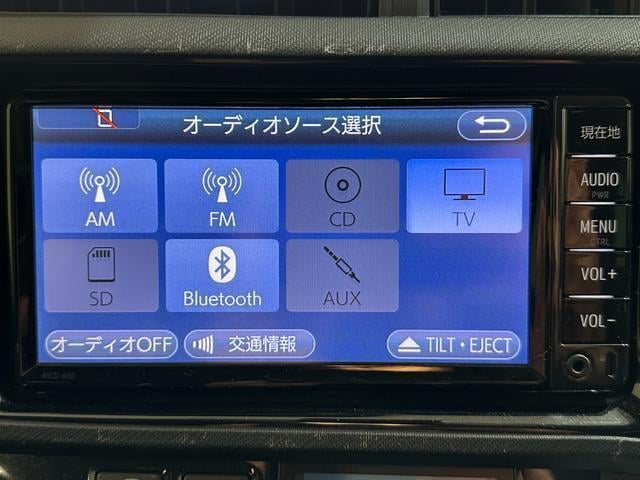 オーディオソース選択
現在地
AM
FM
CD
TV
AUDIO
PWR
SD
Bluetooth
AUX
MENU
CTRL
VOL+
VOL-
オーディオOFF
交通情報
TILT・EJECT